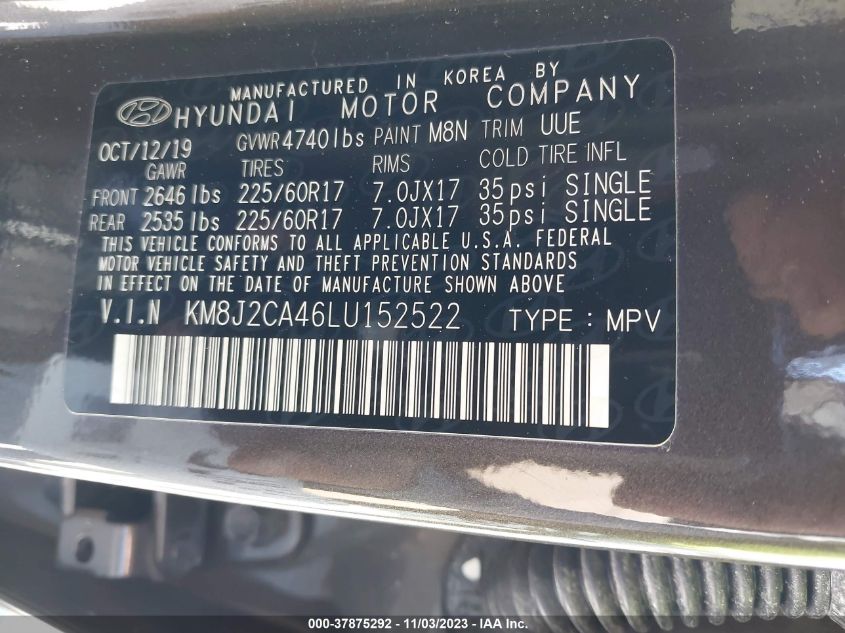 MANUFACTURED IN KOREA BY
HYUNDAI MOTOR COMPANY
OCT/12/19 GVWR 4740lbs PAINT M8N TRIM UUE
GAWR TIRES RIMS COLD TIRE INFL
FRONT 2646 lbs 225/60R17 7.0JX17 35psi SINGLE
REAR 2535 lbs 225/60R17 7.0JX17 35psi SINGLE
THIS VEHICLE CONFORMS TO ALL APPLICABLE U.S.A. FEDERAL
MOTOR VEHICLE SAFETY AND THEFT PREVENTION STANDARDS
IN EFFECT ON THE DATE OF MANUFACTURE SHOWN ABOVE
V.I.N KM8J2CA46LU152522 TYPE : MPV
000-37875292 - 11/03/2023 - IAA Inc.